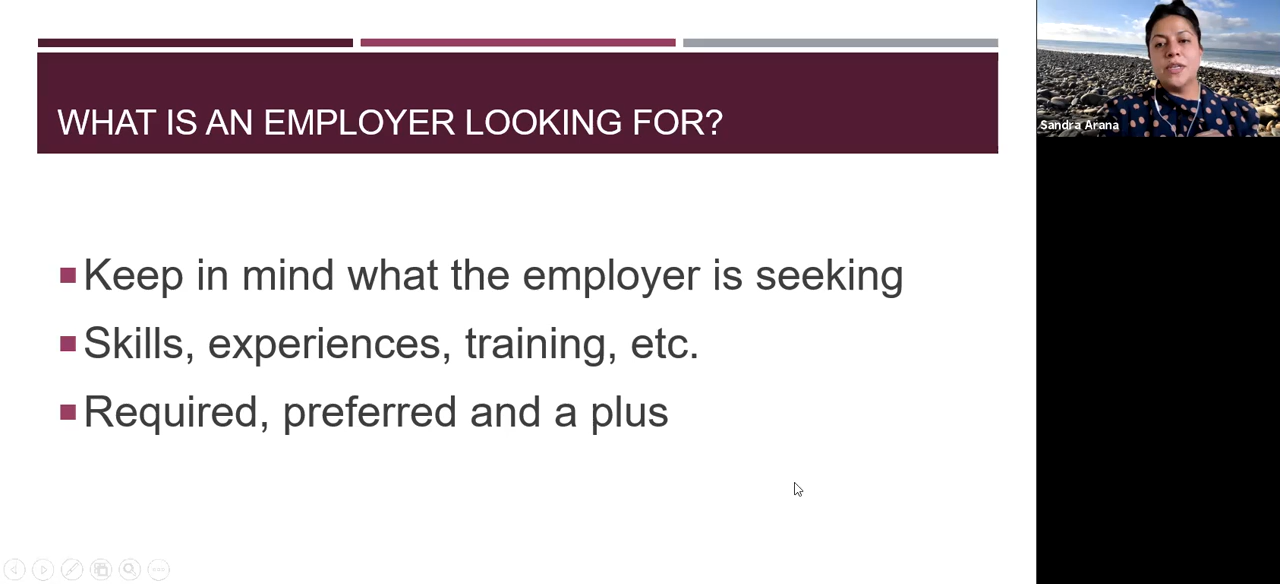 WHAT IS AN EMPLOYER LOOKING FOR?
Keep in mind what the employer is seeking
Skills, experiences, training, etc.
Required, preferred and a plus
Sandra Arana